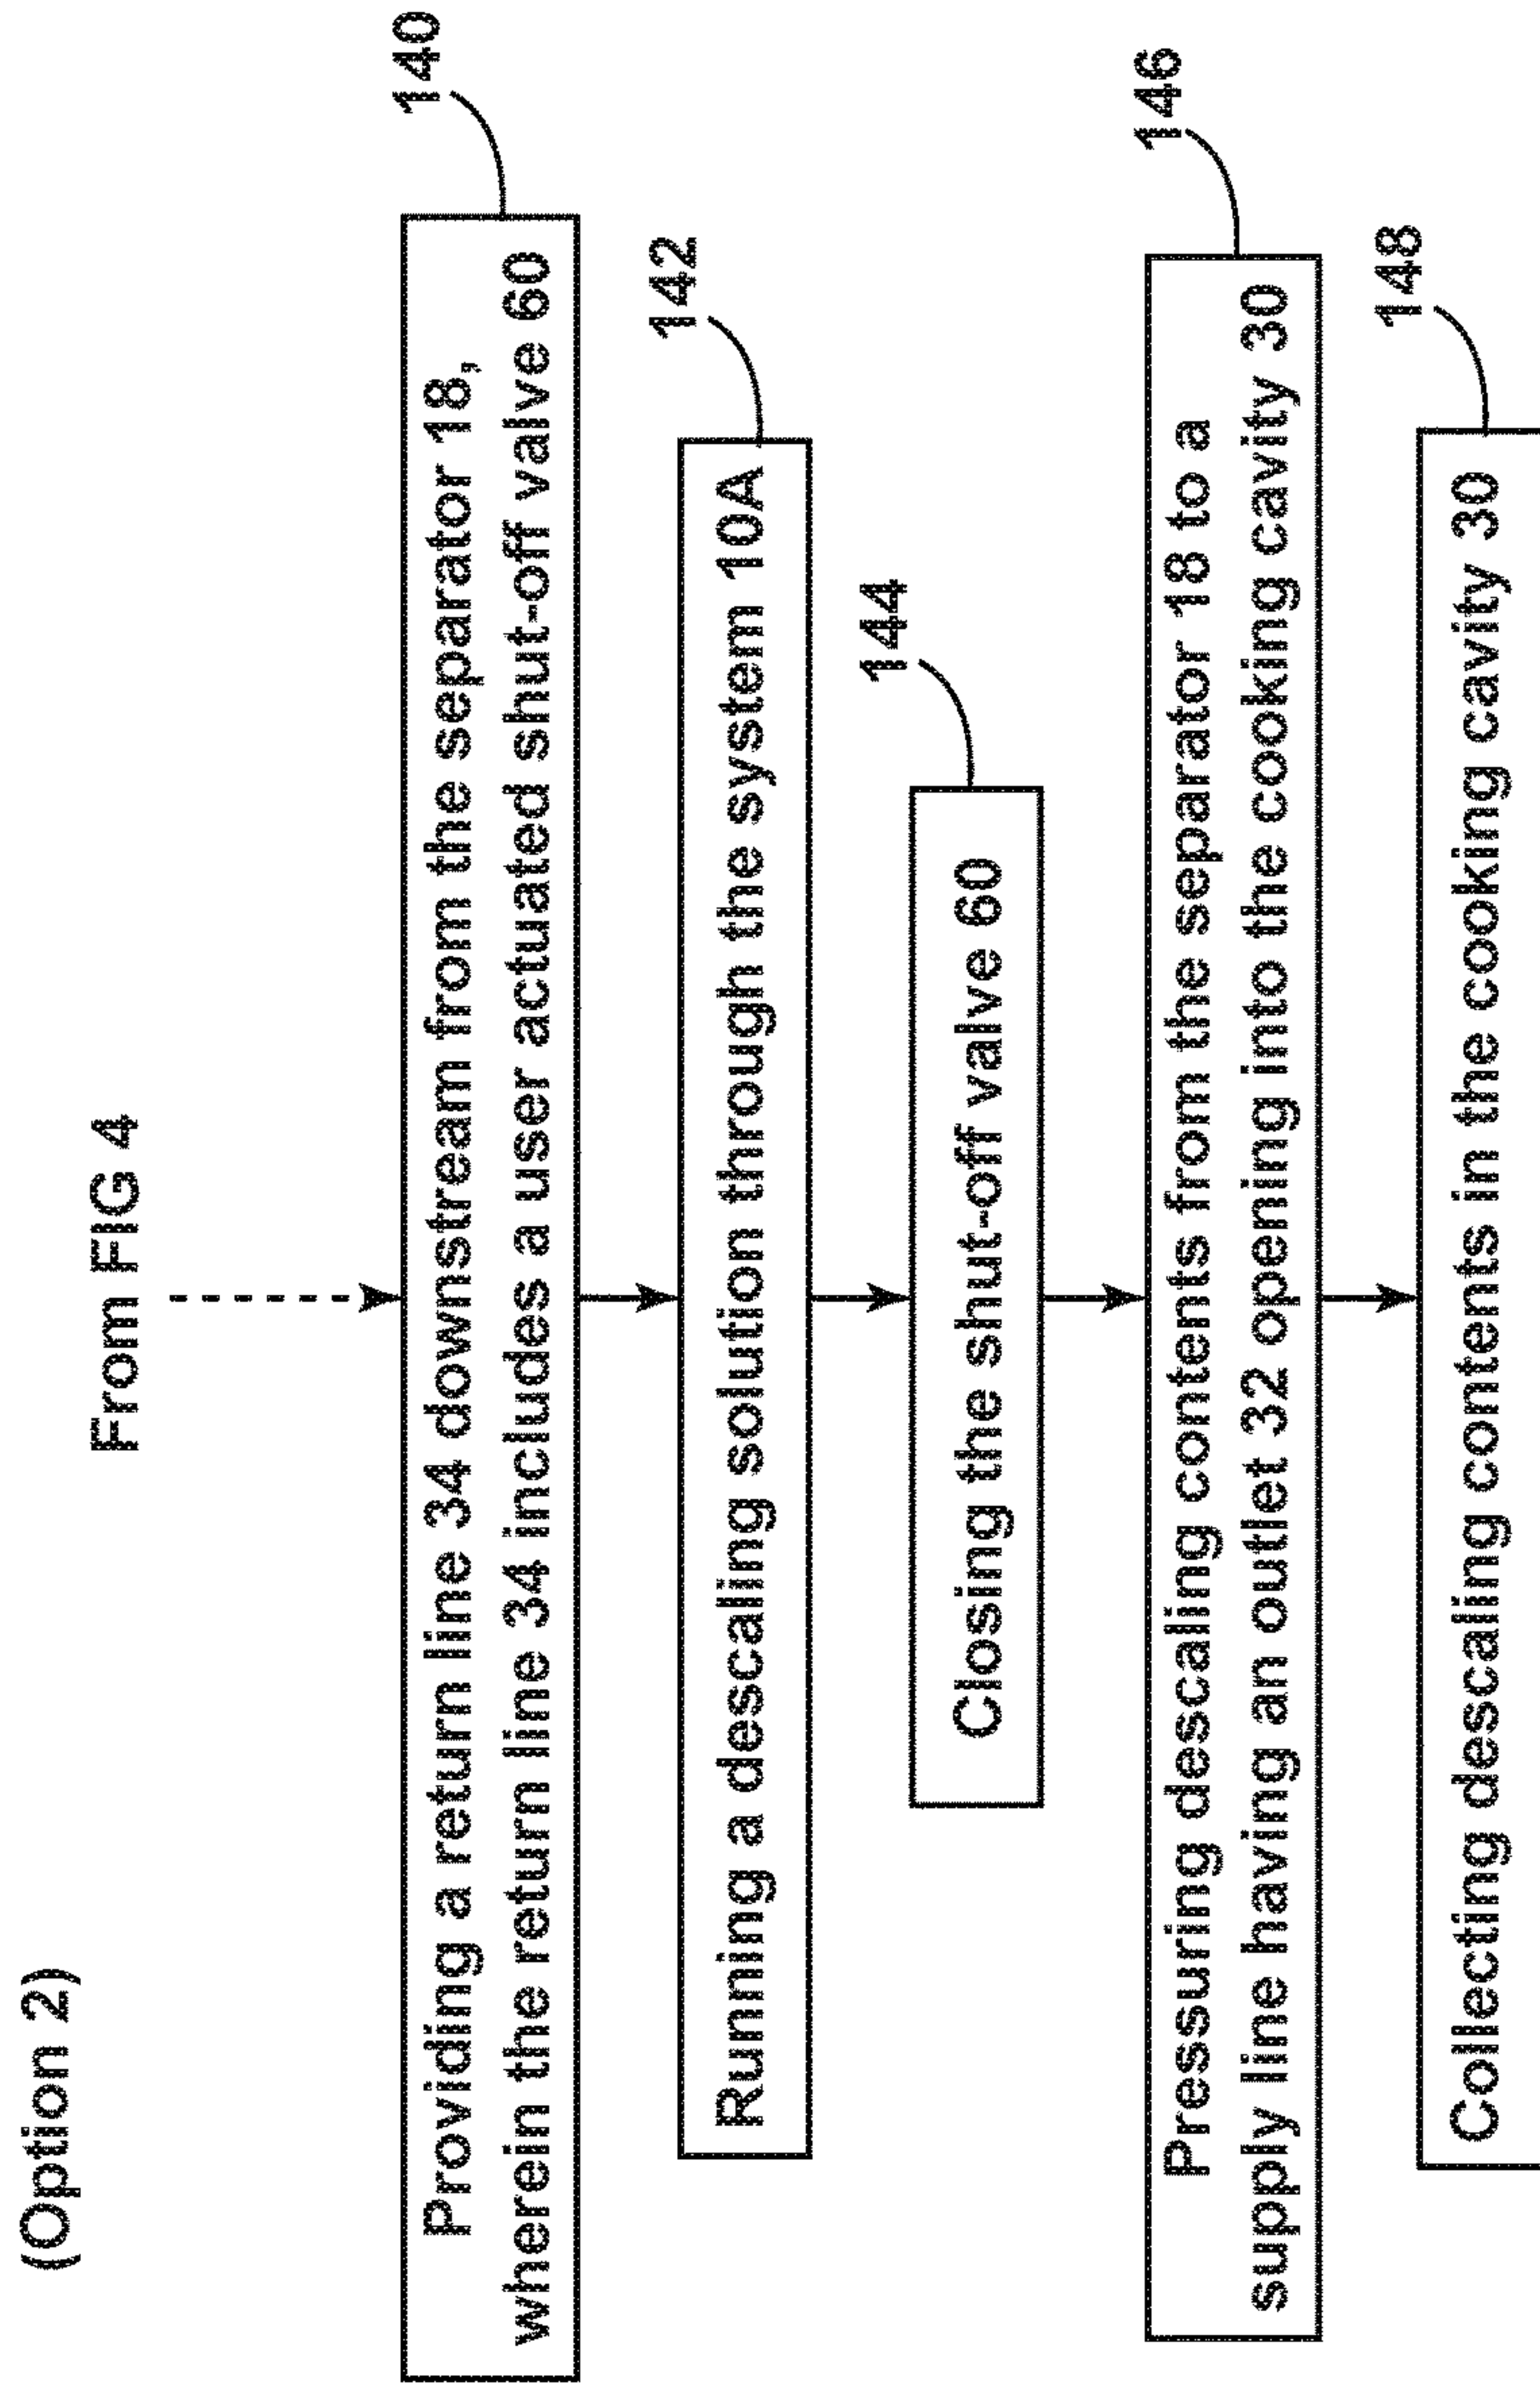 (Option 2)
From FIG 4
140
Providing a return line 34 downstream from the separator 18,
wherein the return line 34 includes a user actuated shut-off valve 60
142
Running a descaling solution through the system 10A
144
Closing the shut-off valve 60
146
Pressuring descaling contents from the separator 18 to a
supply line having an outlet 32 opening into the cooking cavity 30
148
Collecting descaling contents in the cooking cavity 30